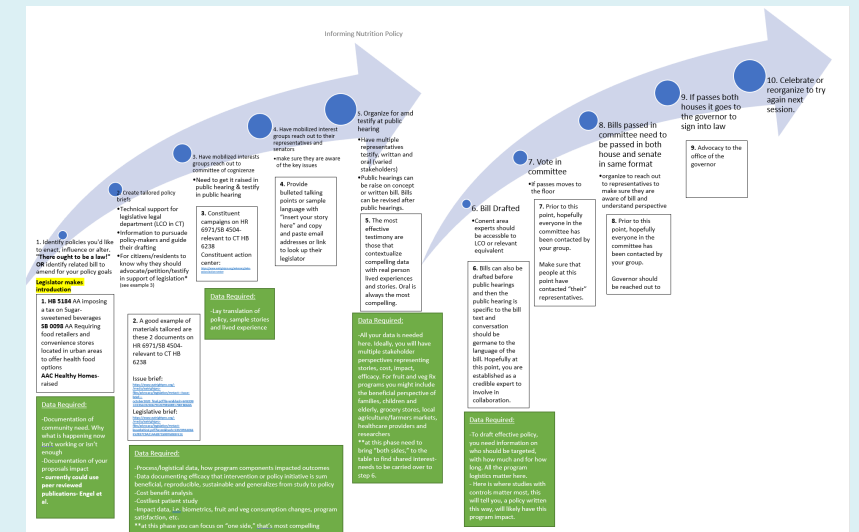 Informing Nutrition Policy
1. Identify policies you'd like
to enact, influence or alter.
"There ought to be a law!"
OR identified related bill to
amend for your policy goals
Legislator makes
introduction
1. HB 5184 AA imposing
a tax on Sugar-
sweetened beverages
SB 0098 AA Requiring
food retailers and
convenience stores
located in urban areas
to offer health food
options
AAC Healthy Homes-
raised
Data Required:
-Documentation of
community need. Why
what is happening now
isn't working or isn't
enough
-Documentation of your
proposals impact
- currently could use
peer reviewed
publications- Engel et
al.
2. Create tailored policy
briefs
•Technical support for
legislative legal
department (LCO in CT)
•Information to pursuade
policy-makers and guide
their drafting
•For citizens/residents to
know why they should
advocate/petition/testify
in support of legislation*
(see example 3)
2. A good example of
materials tailored are
these 2 documents on
HR 6971/SB 4504-
relevant to CT HB
6238
Issue brief:
Legislative brief:
Data Required:
-Process/logistical data, how program components impacted outcomes
-Data documenting efficacy that intervention or policy initiative is sum
beneficial, reproducible, sustainable and generalizes from study to policy
-Cost benefit analysis
-Costliest patient study
-Impact data, i.e. biometrics, fruit and veg consumption changes, program
satisfaction, etc.
**at this phase you can focus on "one side," that's most compelling
3. Have mobilized interests
groups reach out to
committee of cognizence
•Need to get it raised in
public hearing & testify
in public hearing
3. Constituent
campaigns on HR
6971/SB 4504-
relevant to CT HB
6238
Constituent action
center:
Data Required:
-Lay translation of
policy, sample stories
and lived experience
4. Have mobilized interest
groups reach out to their
representatives and
senators
•make sure they are aware
of the key issues
4. Provide
bulleted talking
points or sample
language with
"insert your story
here" and copy
and paste email
addresses or link
to look up their
legislator
5. Organize for and
testify at public
hearing
•Have multiple
representatives
testify, writtan and
oral (varied
stakeholders)
•Public hearings can
be raise on concept
or written bill. Bills
can be revised after
public hearings.
5. The most
effective
testimony are
those that
contextualize
compeling data
with real person
lived experiences
and stories. Oral is
always the most
compelling.
Data Required:
-All your data is needed
here. Ideally, you will have
multiple stakeholder
perspectives representing
stories, cost, impact,
efficacy. For fruit and veg Rx
programs you might include
the beneficial perspective of
families, children and
elderly, grocery stores, local
agriculture/farmers markets,
healthcare providers and
researchers
**at this phase need to
bring "both sides," to the
table to find shared interest-
needs to be carried over to
step 6.
6. Bill Drafted
•Conent area experts
should be
accessible to
LCO or relevant
equivalent
6. Bills can also be
drafted before
public hearings
and then the
public hearing is
specific to the bill
text and
conversation
should be
germane to the
language of the
bill. Hopefully at
this point, you are
established as a
credible expert to
involve in
collaboration.
Data Required:
-To draft effective policy,
you need information on
who should be targeted,
with how much and for how
long. All the program
logistics matter here.
- Here is where studies with
controls matter most, this
will tell you, a policy written
this way, will likely have this
program impact.
7. Vote in
committee
•If passes moves to
the floor
7. Prior to this
point, hopefully
everyone in the
committee has
been contacted by
your group.
Make sure that
people at this
point have
contacted "their"
representatives.
8. Bills passed in
committee need to
be passed in both
house and senate
in same format
•organize to reach out
to representatives to
make sure they are
aware of bill and
understand perspective
8. Prior to this
point, hopefully
everyone in the
committee has
been contacted by
your group.
Governor should
be reached out to
9. If passes both
houses it goes to
the governor to
sign into law
9. Advocacy to the
office of the
governor
10. Celebrate or
reorganize to try
again next
session.